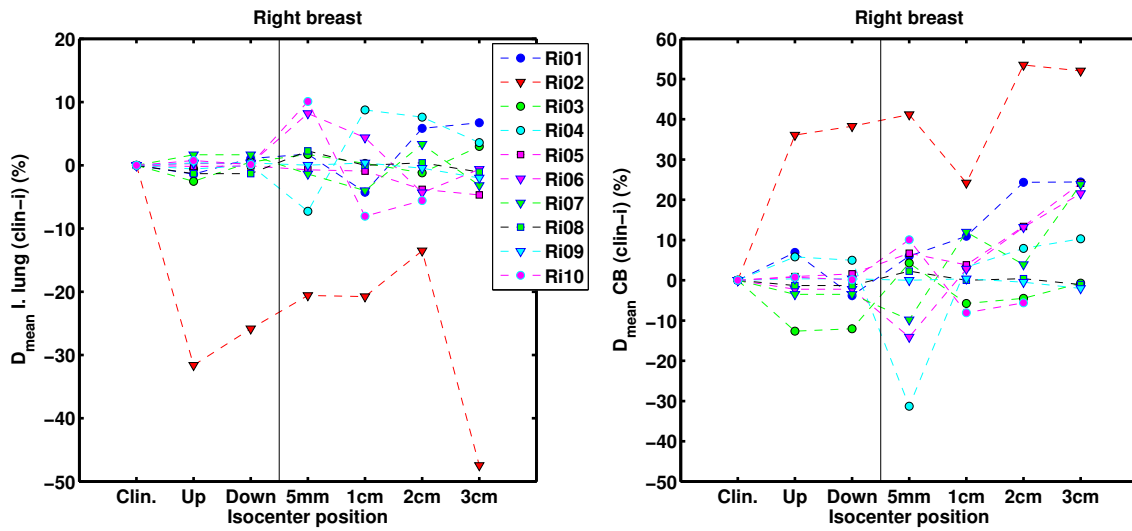 Right breast
20
10
0
−10
−20
−30
−40
−50
D_mean I. lung (clin−i) (%)
Clin. Up Down 5mm 1cm 2cm 3cm
Isocenter position
Ri01
Ri02
Ri03
Ri04
Ri05
Ri06
Ri07
Ri08
Ri09
Ri10
Right breast
60
50
40
30
20
10
0
−10
−20
−30
−40
−50
D_mean CB (clin−i) (%)
Clin. Up Down 5mm 1cm 2cm 3cm
Isocenter position